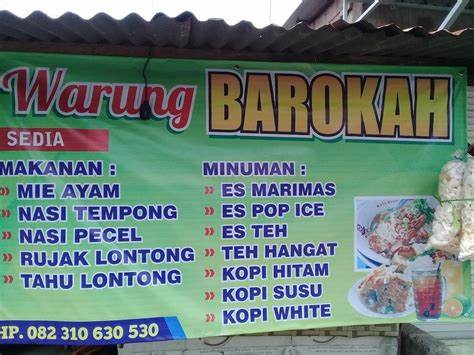 Warung BAROKAH
SEDIA
MAKANAN :
» MIE AYAM
» NASI TEMPONG
» NASI PECEL
» RUJAK LONTONG
» TAHU LONTONG
HP. 082 310 630 530
MINUMAN :
» ES MARIMAS
» ES POP ICE
» ES TEH
» TEH HANGAT
» KOPI HITAM
» KOPI SUSU
» KOPI WHITE